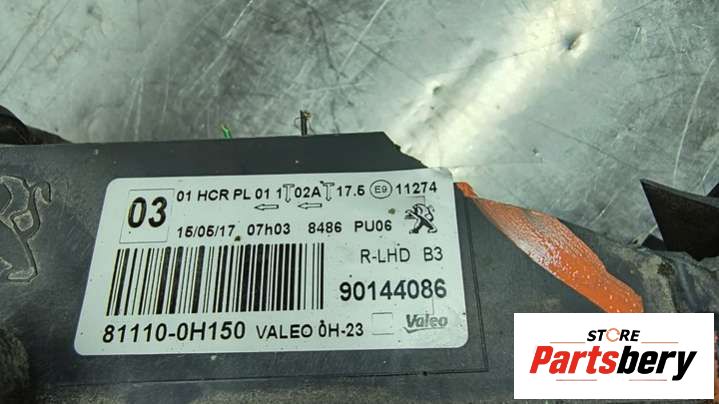 03
01 HCR PL 01 1 02A 17.5 E9 11274
15/05/17 07h03 8486 PU06
R-LHD B3
90144086
81110-0H150 VALEO 0H-23 Valeo
STORE
Partsbery